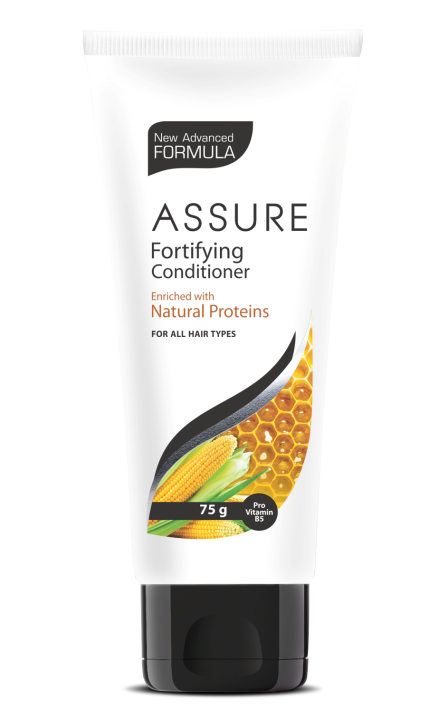 New Advanced
FORMULA
ASSURE
Fortifying
Conditioner
Enriched with
Natural Proteins
FOR ALL HAIR TYPES
75 g
Pro
Vitamin
B5